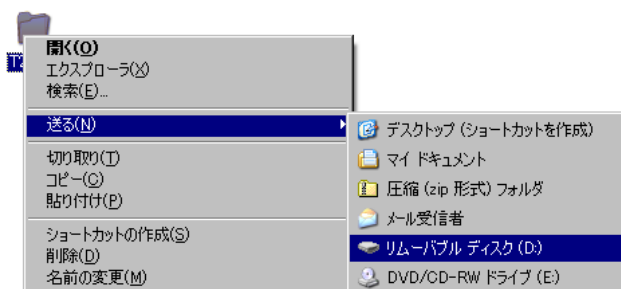 開く(O)
エクスプローラ(X)
検索(E)...
送る(N)
切り取り(T)
コピー(C)
貼り付け(P)
ショートカットの作成(S)
削除(D)
名前の変更(M)
デスクトップ (ショートカットを作成)
マイ ドキュメント
圧縮 (zip 形式) フォルダ
メール受信者
リムーバブル ディスク (D:)
DVD/CD-RW ドライブ (E:)